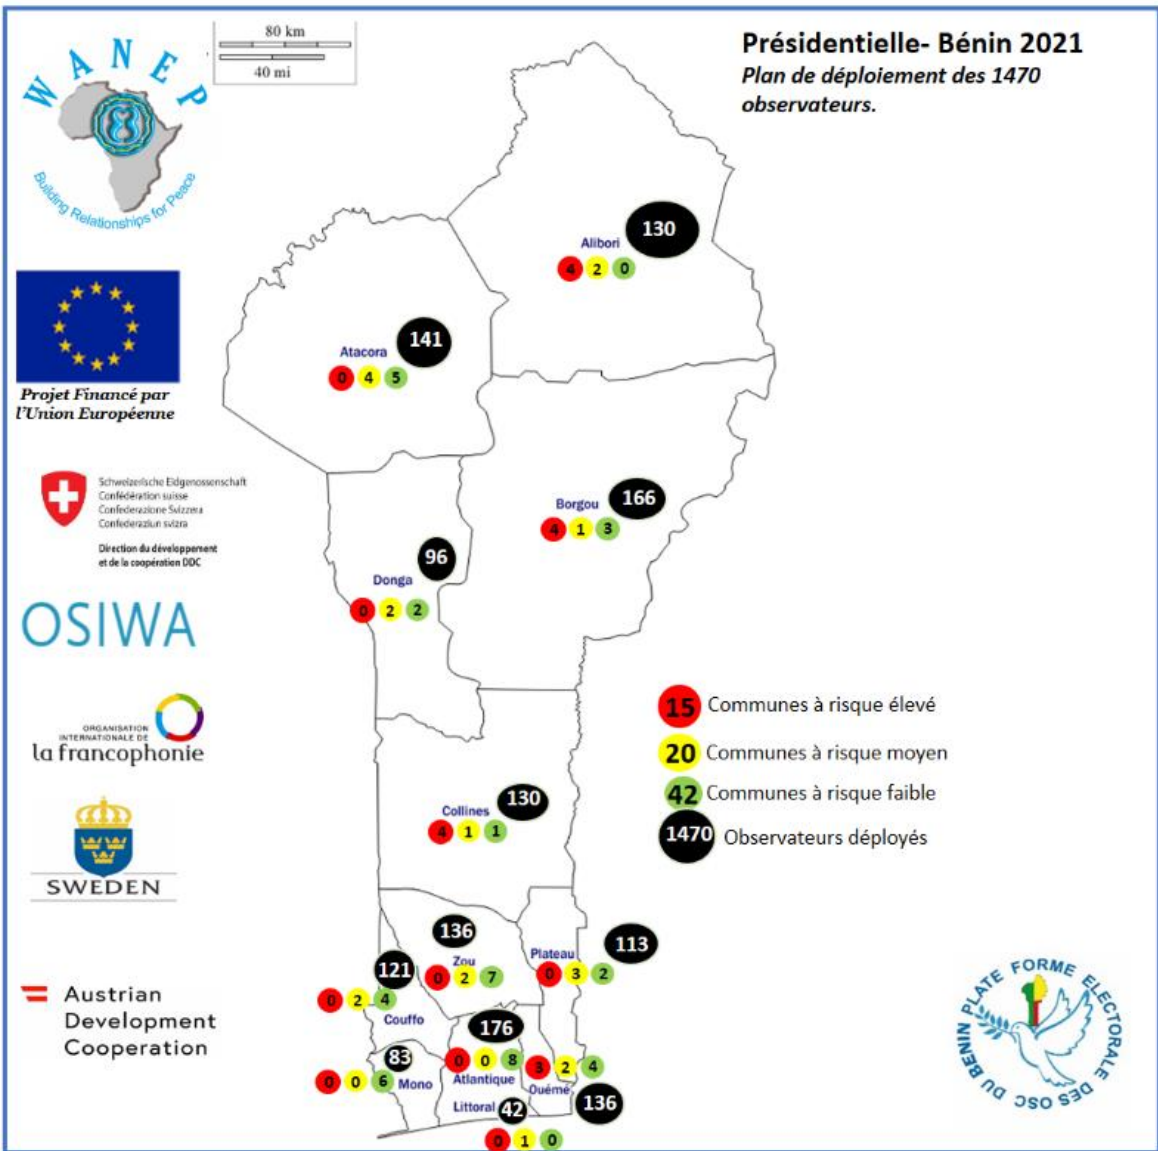 80 km
40 mi
Présidentielle- Bénin 2021
Plan de déploiement des 1470
observateurs.
WANEP
Building Relationships for Peace
130
Alibori
4 2 0
141
Atacora
0 4 5
Projet Financé par
l'Union Européenne
Schweizerische Eidgenossenschaft
Confédération suisse
Confederazione Svizzera
Confederaziun svizra
Direction du développement
et de la coopération DDC
166
Borgou
4 1 3
96
Donga
0 2 2
OSIWA
ORGANISATION
INTERNATIONALE DE
la francophonie
15 Communes à risque élevé
20 Communes à risque moyen
42 Communes à risque faible
1470 Observateurs déployés
130
Collines
4 1 1
SWEDEN
136
Zou
0 2 7
113
Plateau
0 3 2
121
0 2 4
Couffo
176
0 0 8
Atlantique
83
0 0 6
Mono
3 2 4
Ouémé
136
Littoral 42
0 1 0
Austrian
Development
Cooperation
PLATE FORME ELECTORALE DES OSC DU BENIN